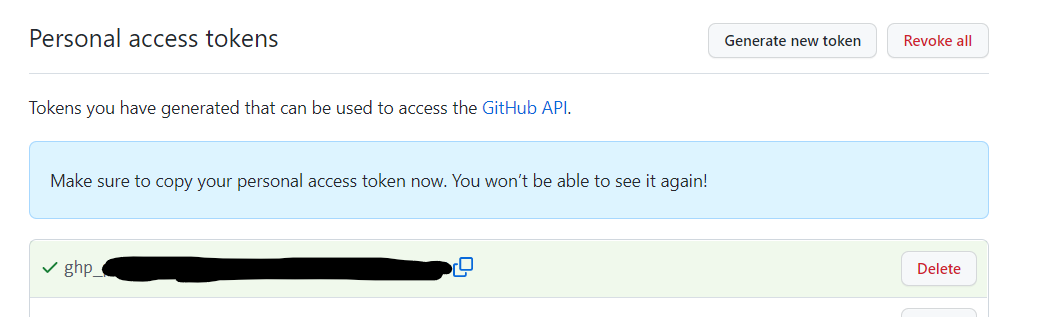 Personal access tokens
Generate new token
Revoke all
Tokens you have generated that can be used to access the GitHub API.
Make sure to copy your personal access token now. You won’t be able to see it again!
ghp_
Delete